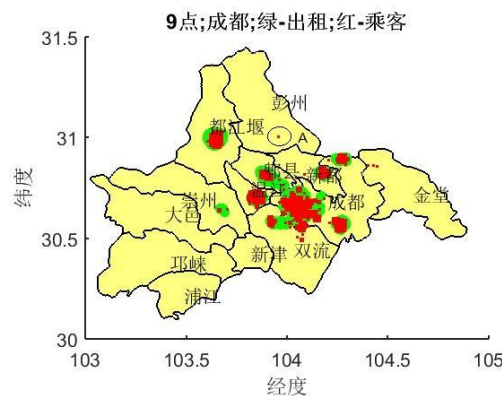 9点;成都;绿-出租;红-乘客
31.5
31
30.5
30
纬度
彭州
A
都江堰
郫县
新都
崇州
成都
金堂
大邑
双流
新津
邛崃
浦江
103
103.5
104
104.5
105
经度